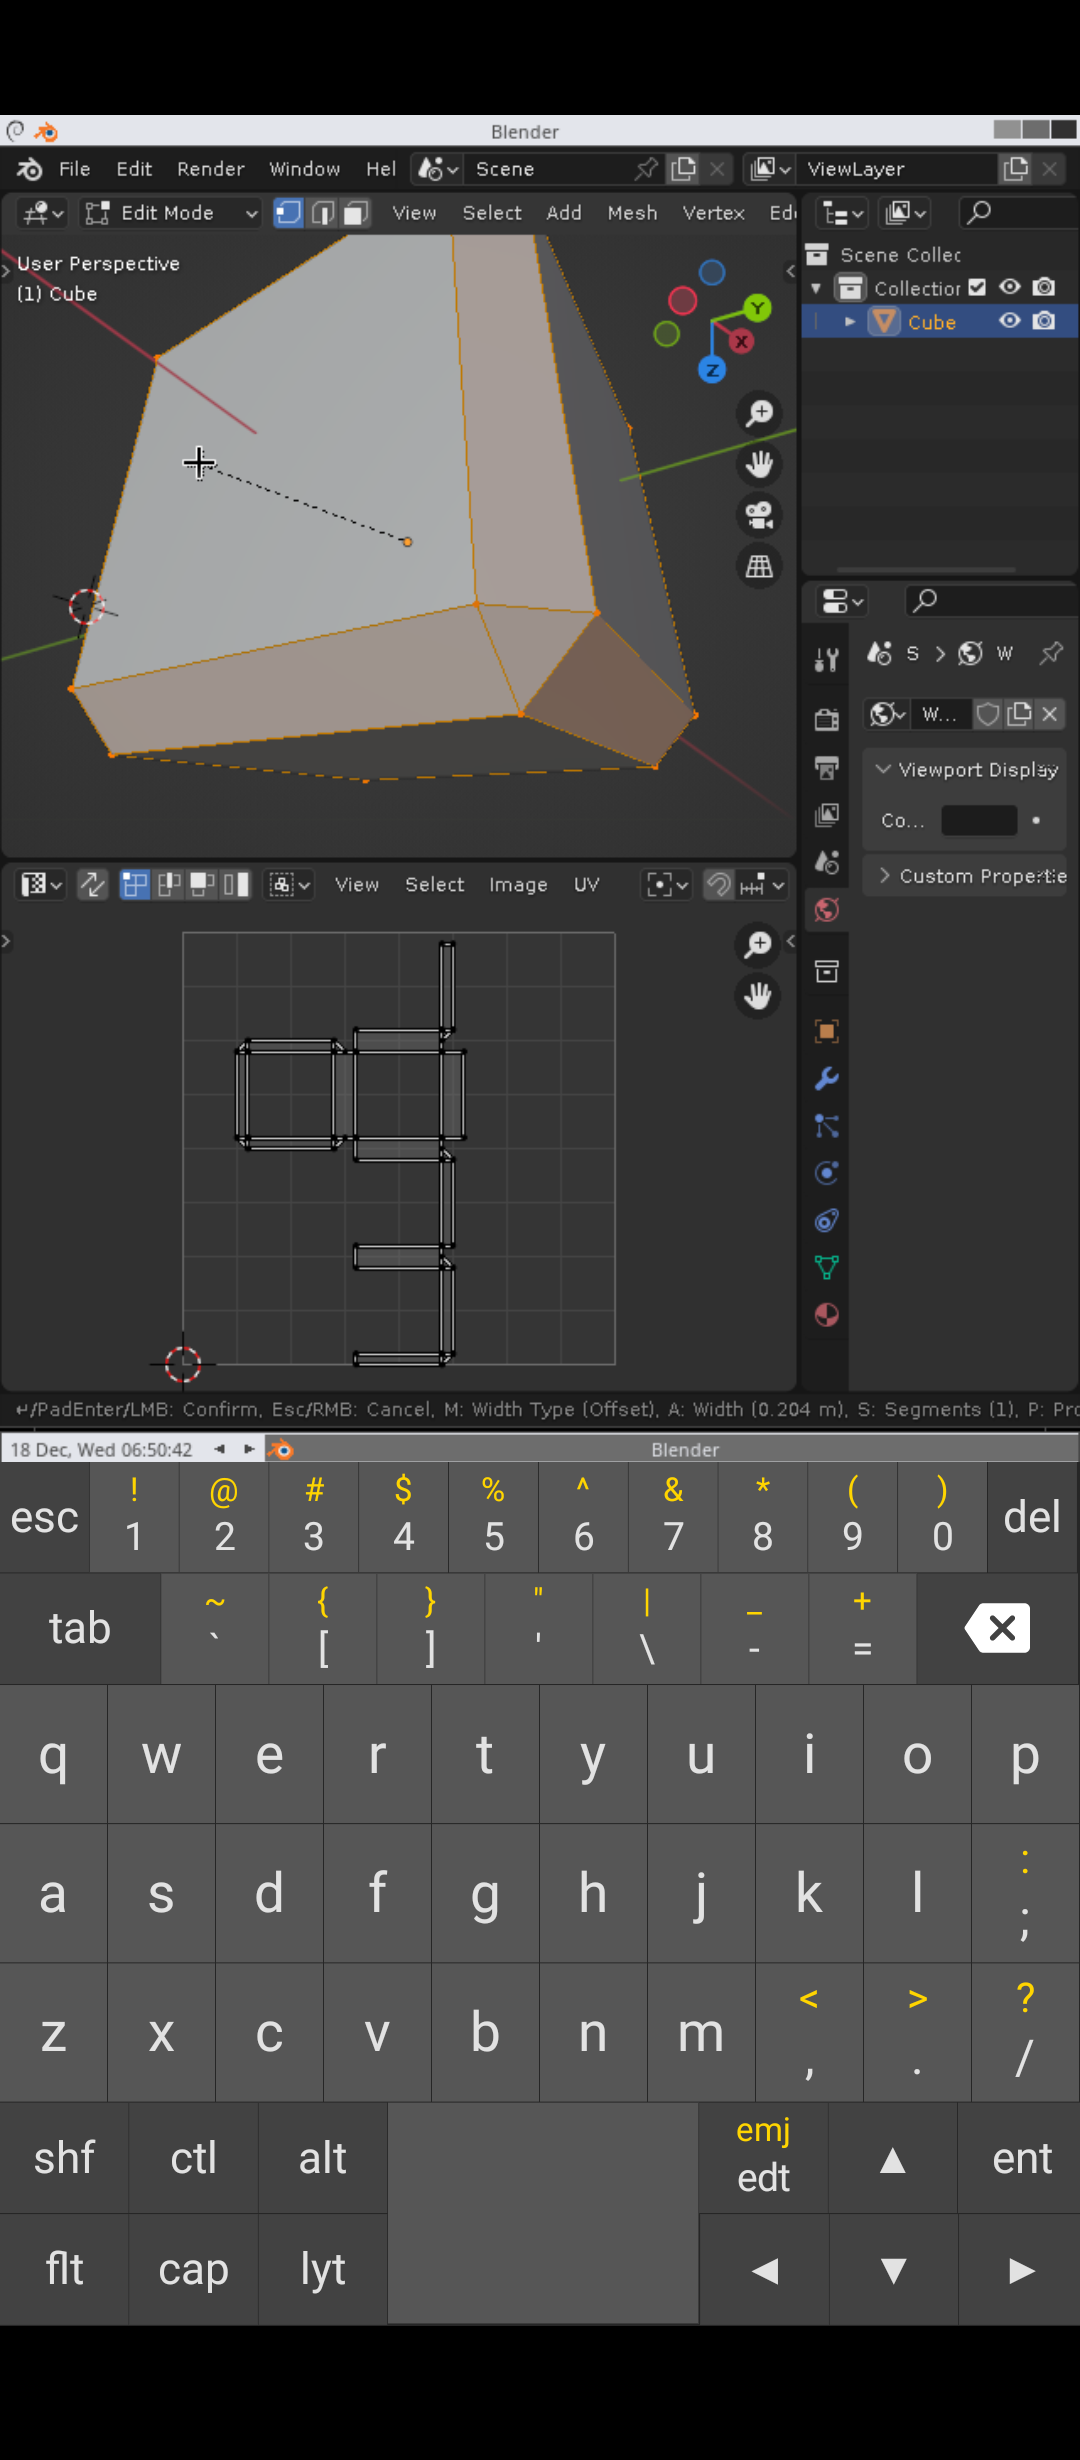 Blender
File Edit Render Window Hel Scene ViewLayer
Edit Mode View Select Add Mesh Vertex Ed
User Perspective
(1) Cube
Y
X
Z
Scene Collec
Collection
Cube
S > W
W...
Viewport Display
Co...
Custom Propertie
View Select Image UV
↵/PadEnter/LMB: Confirm, Esc/RMB: Cancel, M: Width Type (Offset), A: Width (0.204 m), S: Segments (1), P: Pro
18 Dec, Wed 06:50:42 ◄ ► Blender
! @ # $ % ^ & * ( )
esc 1 2 3 4 5 6 7 8 9 0 del
~ { } " | _ +
tab ` [ ] ' \ - =
q w e r t y u i o p
:
a s d f g h j k l ;
< > ?
z x c v b n m , . /
emj
shf ctl alt edt ▲ ent
flt cap lyt ◄ ▼ ►